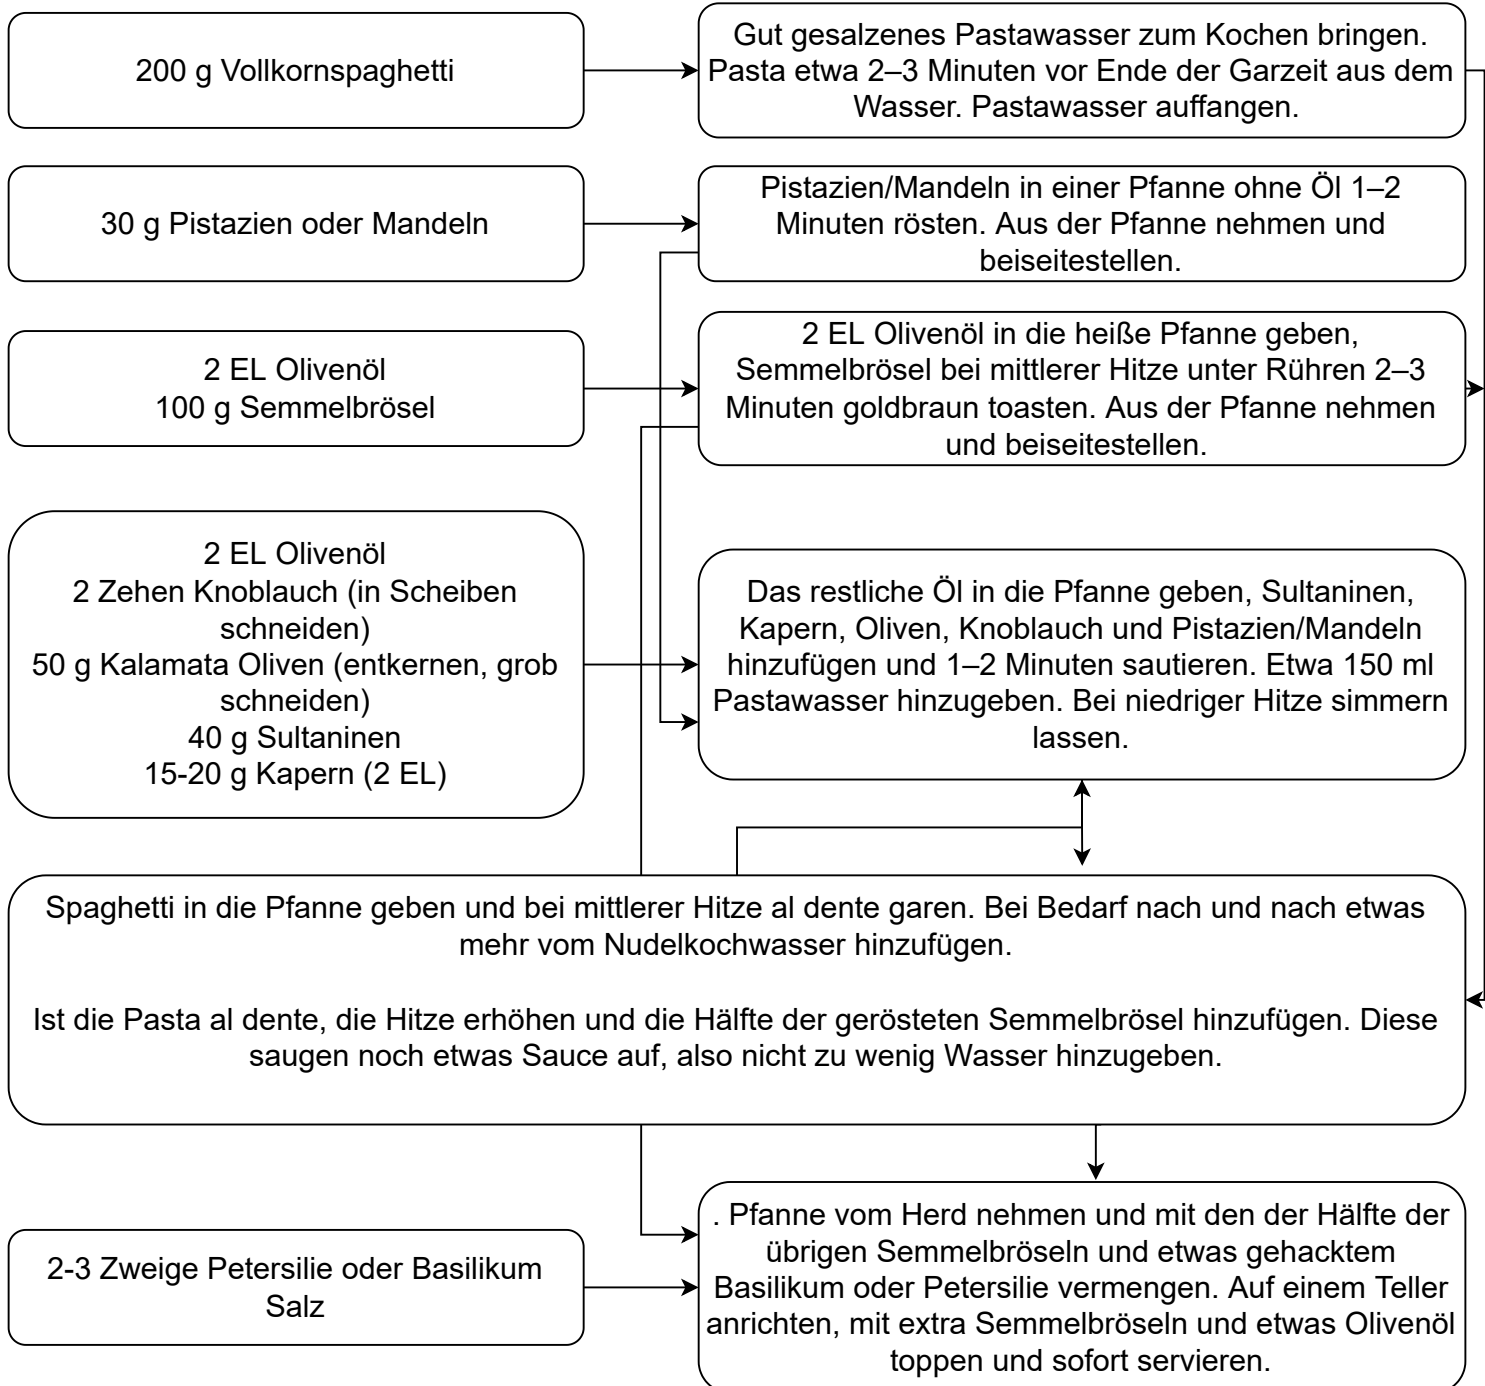 200 g Vollkornspaghetti
Gut gesalzenes Pastawasser zum Kochen bringen.
Pasta etwa 2–3 Minuten vor Ende der Garzeit aus dem
Wasser. Pastawasser auffangen.
30 g Pistazien oder Mandeln
Pistazien/Mandeln in einer Pfanne ohne Öl 1–2
Minuten rösten. Aus der Pfanne nehmen und
beiseitestellen.
2 EL Olivenöl
100 g Semmelbrösel
2 EL Olivenöl in die heiße Pfanne geben,
Semmelbrösel bei mittlerer Hitze unter Rühren 2–3
Minuten goldbraun toasten. Aus der Pfanne nehmen
und beiseitestellen.
2 EL Olivenöl
2 Zehen Knoblauch (in Scheiben
schneiden)
50 g Kalamata Oliven (entkernen, grob
schneiden)
40 g Sultaninen
15-20 g Kapern (2 EL)
Das restliche Öl in die Pfanne geben, Sultaninen,
Kapern, Oliven, Knoblauch und Pistazien/Mandeln
hinzufügen und 1–2 Minuten sautieren. Etwa 150 ml
Pastawasser hinzugeben. Bei niedriger Hitze simmern
lassen.
Spaghetti in die Pfanne geben und bei mittlerer Hitze al dente garen. Bei Bedarf nach und nach etwas
mehr vom Nudelkochwasser hinzufügen.
Ist die Pasta al dente, die Hitze erhöhen und die Hälfte der gerösteten Semmelbrösel hinzufügen. Diese
saugen noch etwas Sauce auf, also nicht zu wenig Wasser hinzugeben.
2-3 Zweige Petersilie oder Basilikum
Salz
. Pfanne vom Herd nehmen und mit den der Hälfte der
übrigen Semmelbröseln und etwas gehacktem
Basilikum oder Petersilie vermengen. Auf einem Teller
anrichten, mit extra Semmelbröseln und etwas Olivenöl
toppen und sofort servieren.